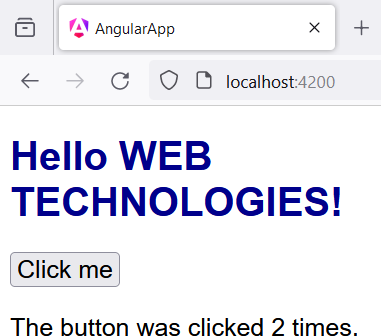 AngularApp
localhost:4200
Hello WEB
TECHNOLOGIES!
Click me
The button was clicked 2 times.